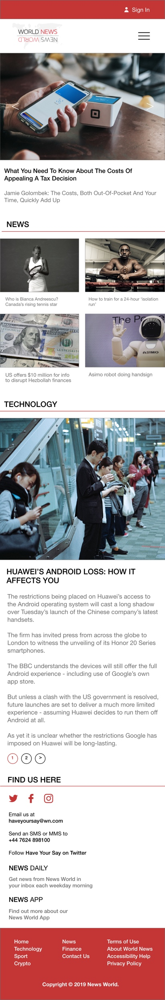 Sign In
WORLD NEWS
WORLD NEWS
<
>
What You Need To Know About The Costs Of
Appealing A Tax Decision
Jamie Golombek: The Costs, Both Out-Of-Pocket And Your
Time, Quickly Add Up
NEWS
Who is Bianca Andreescu?
Canada's rising tennis star
How to train for a 24-hour ‘isolation
run’
100
LE53835813
ASIMO
US offers $10 million for info
to disrupt Hezbollah finances
Asimo robot doing handsign
TECHNOLOGY
HUAWEI’S ANDROID LOSS: HOW IT
AFFECTS YOU
The restrictions being placed on Huawei’s access to
the Android operating system will cast a long shadow
over Tuesday’s launch of the Chinese company’s latest
handsets.
The firm has invited press from across the globe to
London to witness the unveiling of its Honor 20 Series
smartphones.
The BBC understands the devices will still offer the full
Android experience - including use of Google’s own
app store.
But unless a clash with the US government is resolved,
future launches are set to deliver a much more limited
experience - assuming Huawei decides to run them off
Android at all.
As yet it is unclear whether the restrictions Google has
imposed on Huawei will be long-lasting.
1 2 >
FIND US HERE
Email us at
haveyoursay@wn.com
Send an SMS or MMS to
+44 7624 898100
Follow Have Your Say on Twitter
NEWS DAILY
Get news from News World in
your inbox each weekday morning
NEWS APP
Find out more about our
News World App
Home News Terms of Use
Technology Finance About World News
Sport Contact Us Accessibility Help
Crypto Privacy Policy
Copyright © 2019 News World.